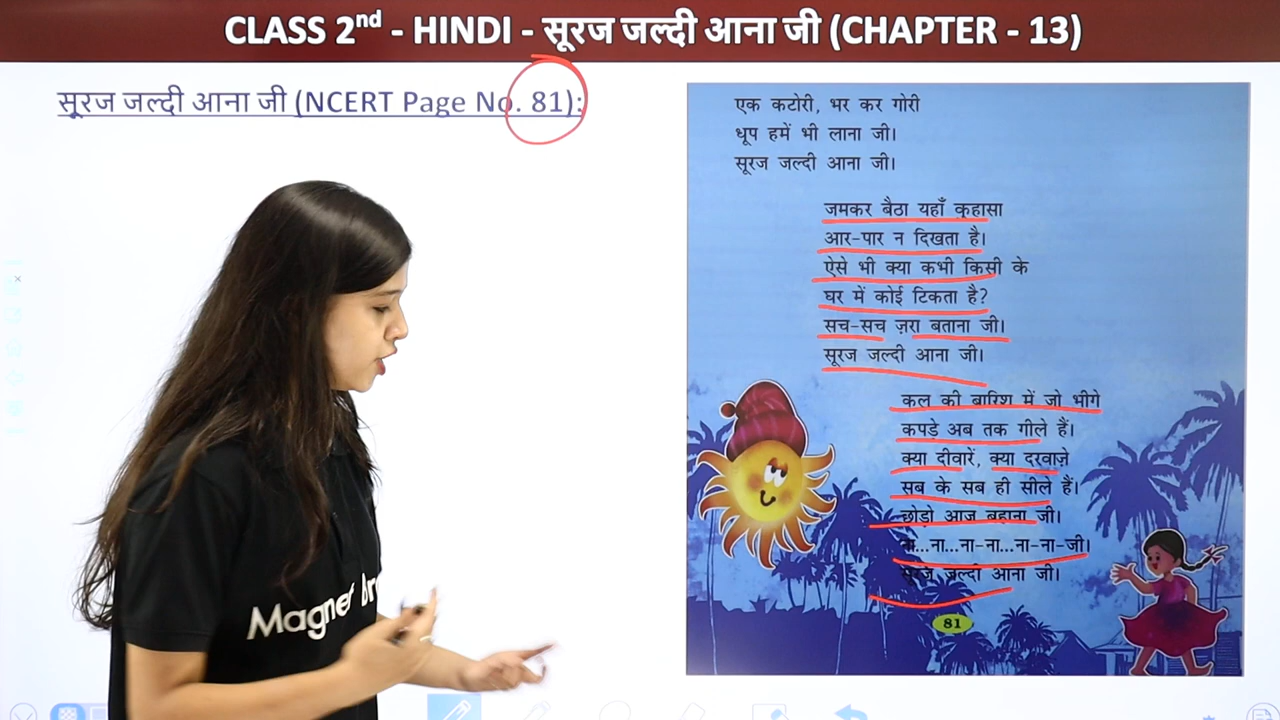 CLASS 2nd - HINDI - सूरज जल्दी आना जी (CHAPTER - 13)
सूरज जल्दी आना जी (NCERT Page No. 81):
एक कटोरी, भर कर गोरी
धूप हमें भी लाना जी।
सूरज जल्दी आना जी।
जमकर बैठा यहाँ कुहासा
आर-पार न दिखता है।
ऐसे भी क्या कभी किसी के
घर में कोई टिकता है?
सच-सच ज़रा बताना जी।
सूरज जल्दी आना जी।
कल की बारिश में जो भीगे
कपड़े अब तक गीले हैं।
क्या दीवारें, क्या दरवाज़े
सब के सब ही सीले हैं।
छोड़ो आज बहाना जी।
ना...ना...ना-ना...ना-ना-जी।
सूरज जल्दी आना जी।
81
Magnet Br